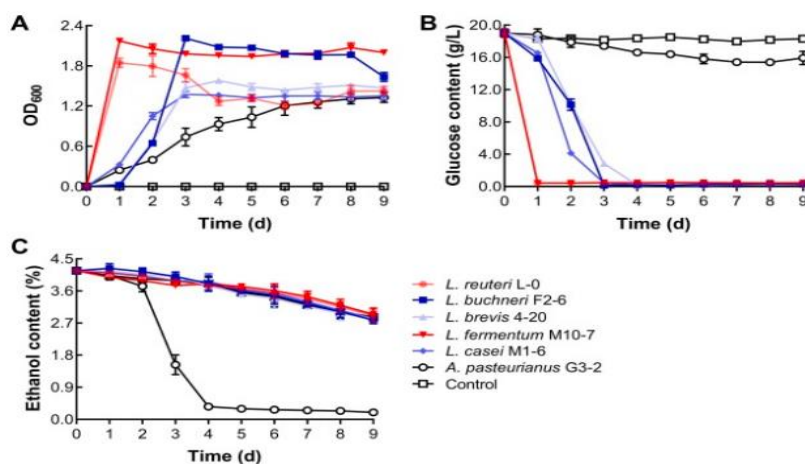 A
OD600
2.4
1.8
1.2
0.6
0.0
0 1 2 3 4 5 6 7 8 9
Time (d)
B
Glucose content (g/L)
20.0
16.0
12.0
8.0
4.0
0.0
0 1 2 3 4 5 6 7 8 9
Time (d)
C
Ethanol content (%)
4.5
3.6
2.7
1.8
0.9
0.0
0 1 2 3 4 5 6 7 8 9
Time (d)
L. reuteri L-0
L. buchneri F2-6
L. brevis 4-20
L. fermentum M10-7
L. casei M1-6
A. pasteurianus G3-2
Control